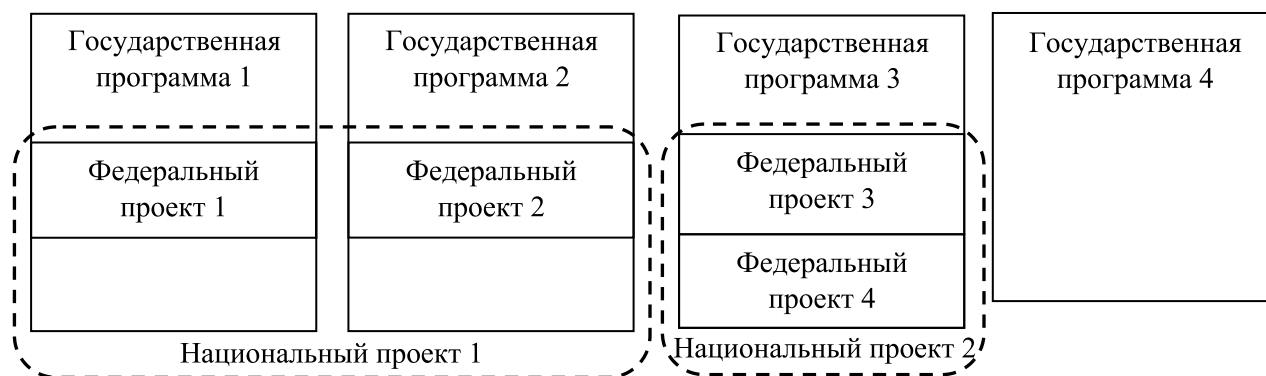 Государственная
программа 1
Государственная
программа 2
Государственная
программа 3
Государственная
программа 4
Федеральный
проект 1
Федеральный
проект 2
Федеральный
проект 3
Федеральный
проект 4
Национальный проект 1
Национальный проект 2